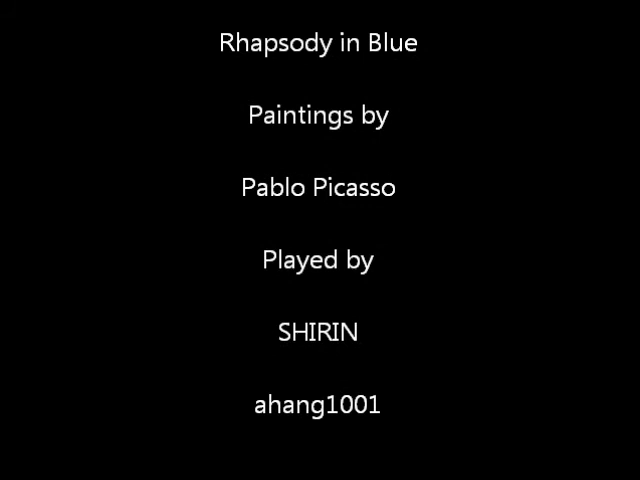 Rhapsody in Blue
Paintings by
Pablo Picasso
Played by
SHIRIN
ahang1001